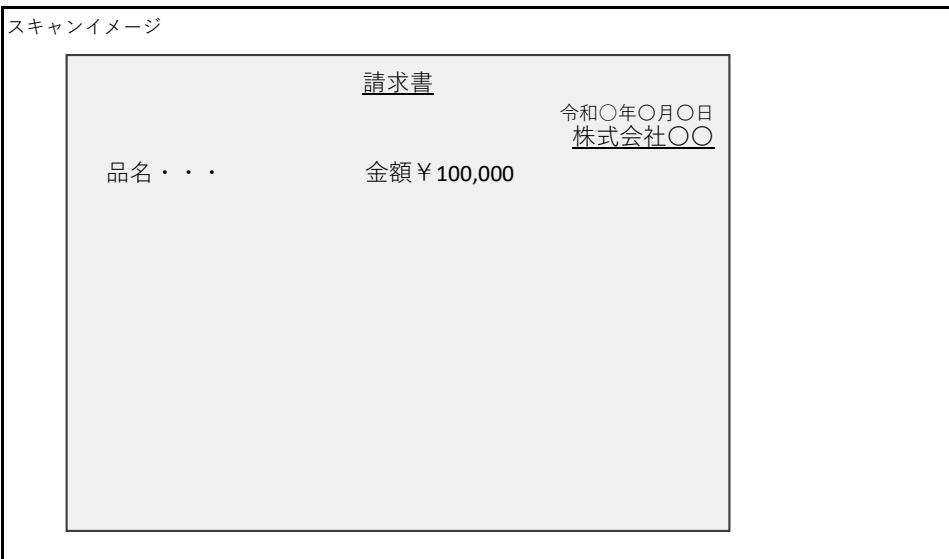 スキャンイメージ
請求書
令和〇年〇月〇日
株式会社〇〇
品名・・・ 金額￥100,000